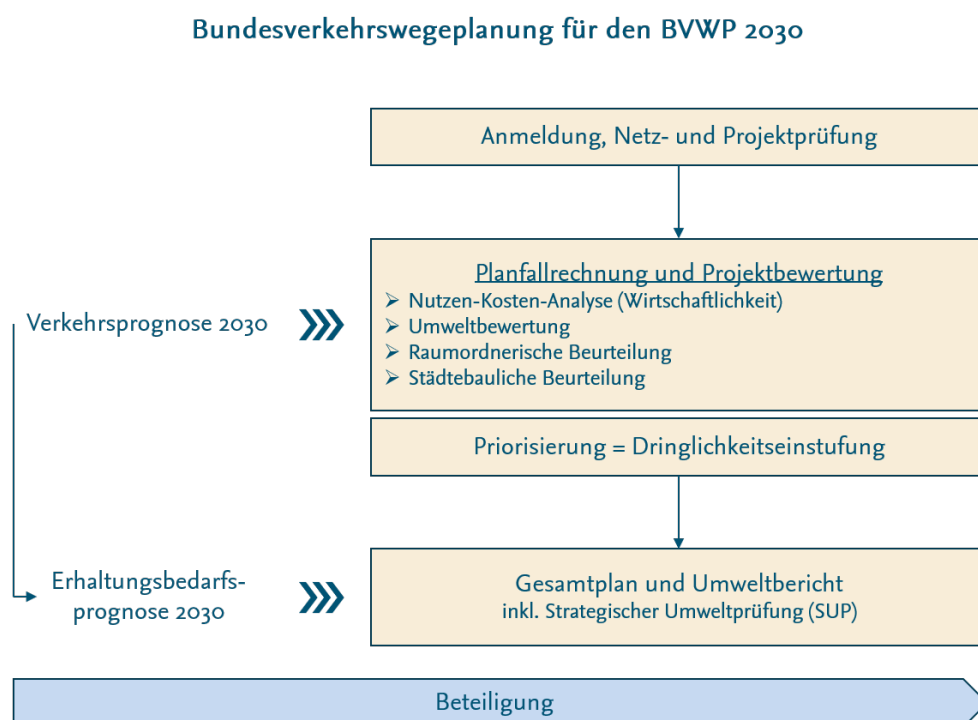 Bundesverkehrswegeplanung für den BVWP 2030
Anmeldung, Netz- und Projektprüfung
Planfallrechnung und Projektbewertung
➢ Nutzen-Kosten-Analyse (Wirtschaftlichkeit)
➢ Umweltbewertung
➢ Raumordnerische Beurteilung
➢ Städtebauliche Beurteilung
Verkehrsprognose 2030
Priorisierung = Dringlichkeitseinstufung
Erhaltungsbedarfs-
prognose 2030
Gesamtplan und Umweltbericht
inkl. Strategischer Umweltprüfung (SUP)
Beteiligung